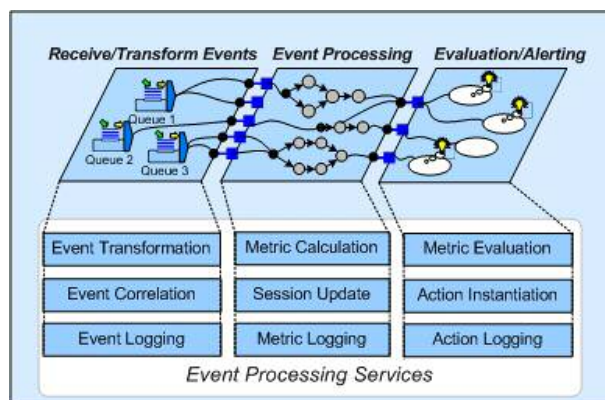 Receive/Transform Events
Event Processing
Evaluation/Alerting
Queue 1
Queue 2
Queue 3
Event Transformation
Metric Calculation
Metric Evaluation
Event Correlation
Session Update
Action Instantiation
Event Logging
Metric Logging
Action Logging
Event Processing Services